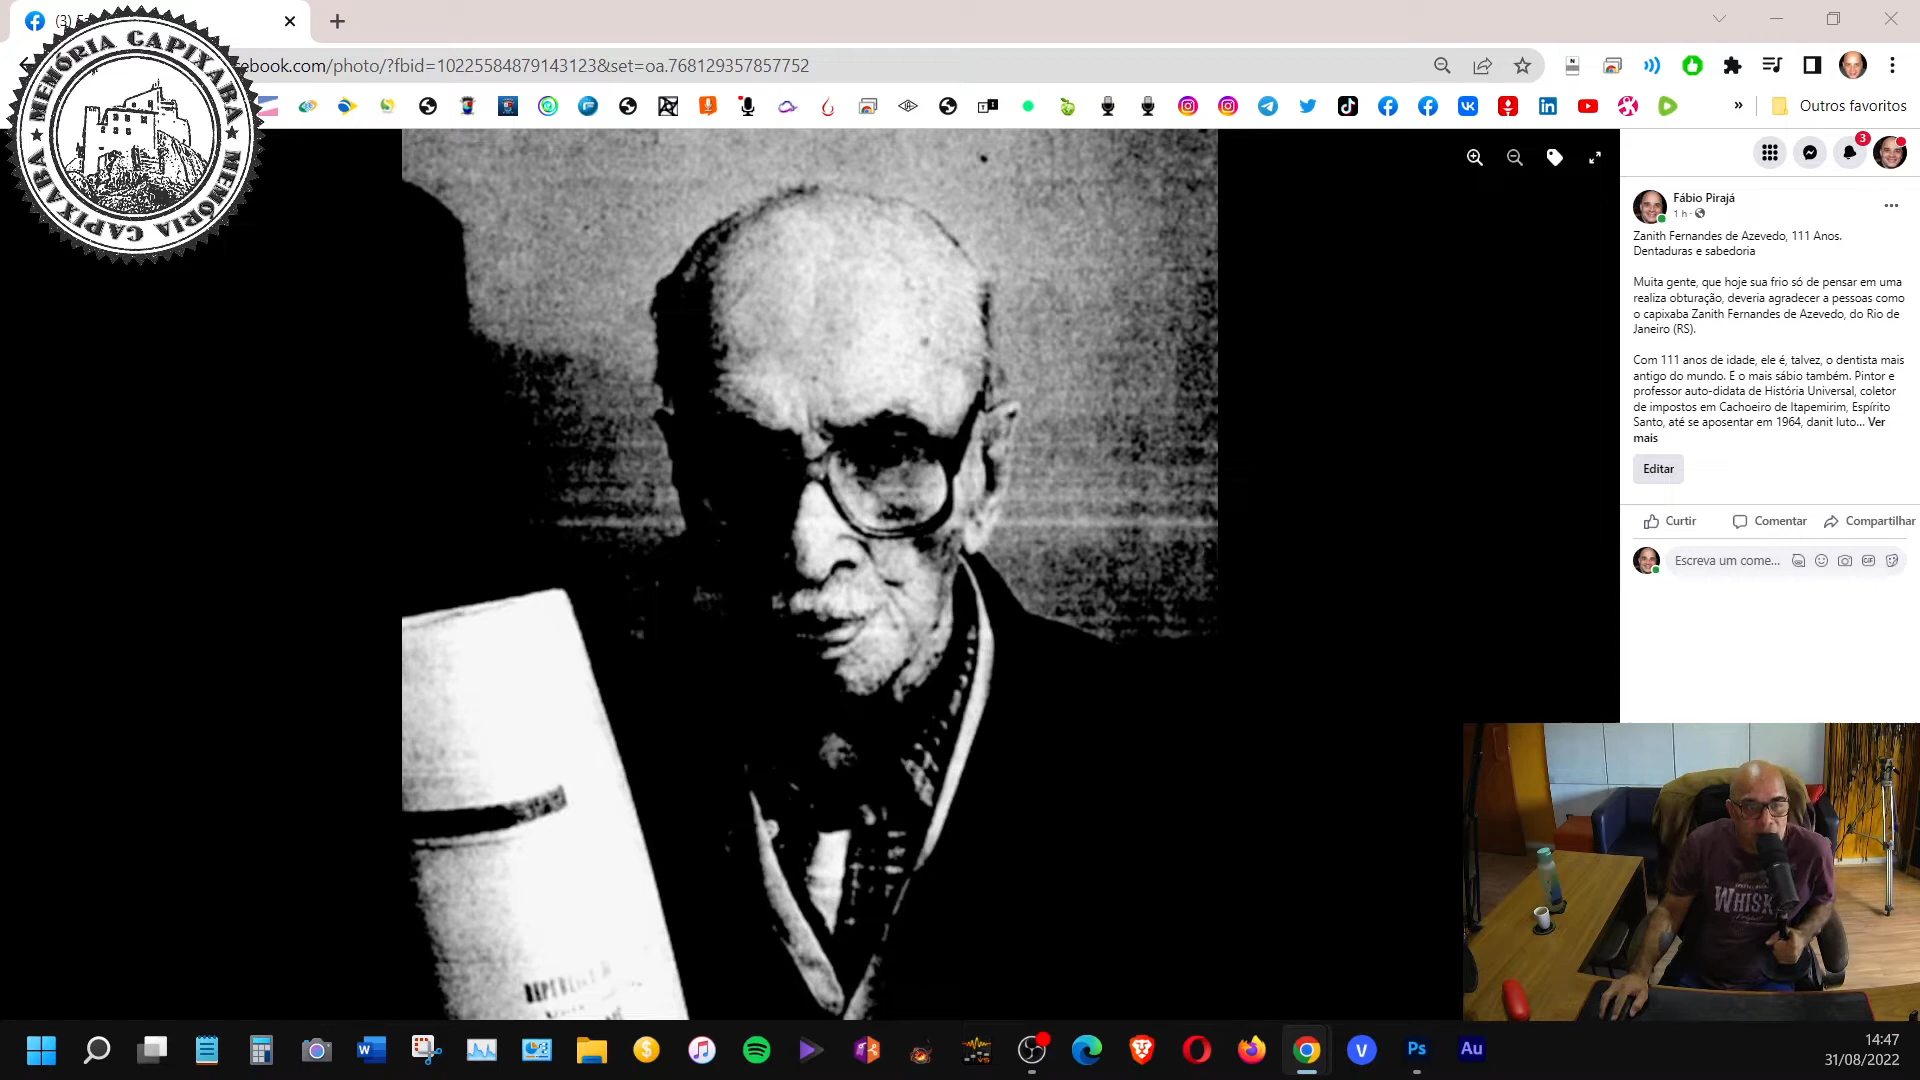 (3)
MEMÓRIA CAPIXABA
MEMÓRIA CAPIXABA
ebook.com/photo/?fbid=10225584879143123&set=oa.768129357857752
Outros favoritos
3
Fábio Pirajá
1 h
Zanith Fernandes de Azevedo, 111 Anos.
Dentaduras e sabedoria
Muita gente, que hoje sua frio só de pensar em uma
realiza obturação, deveria agradecer a pessoas como
o capixaba Zanith Fernandes de Azevedo, do Rio de
Janeiro (RS).
Com 111 anos de idade, ele é, talvez, o dentista mais
antigo do mundo. E o mais sábio também. Pintor e
professor auto-didata de História Universal, coletor
de impostos em Cachoeiro de Itapemirim, Espírito
Santo, até se aposentar em 1964, danit luto... Ver
mais
Editar
Curtir Comentar Compartilhar
Escreva um come...
GIF
WHISK
Ps
Au
14:47
31/08/2022